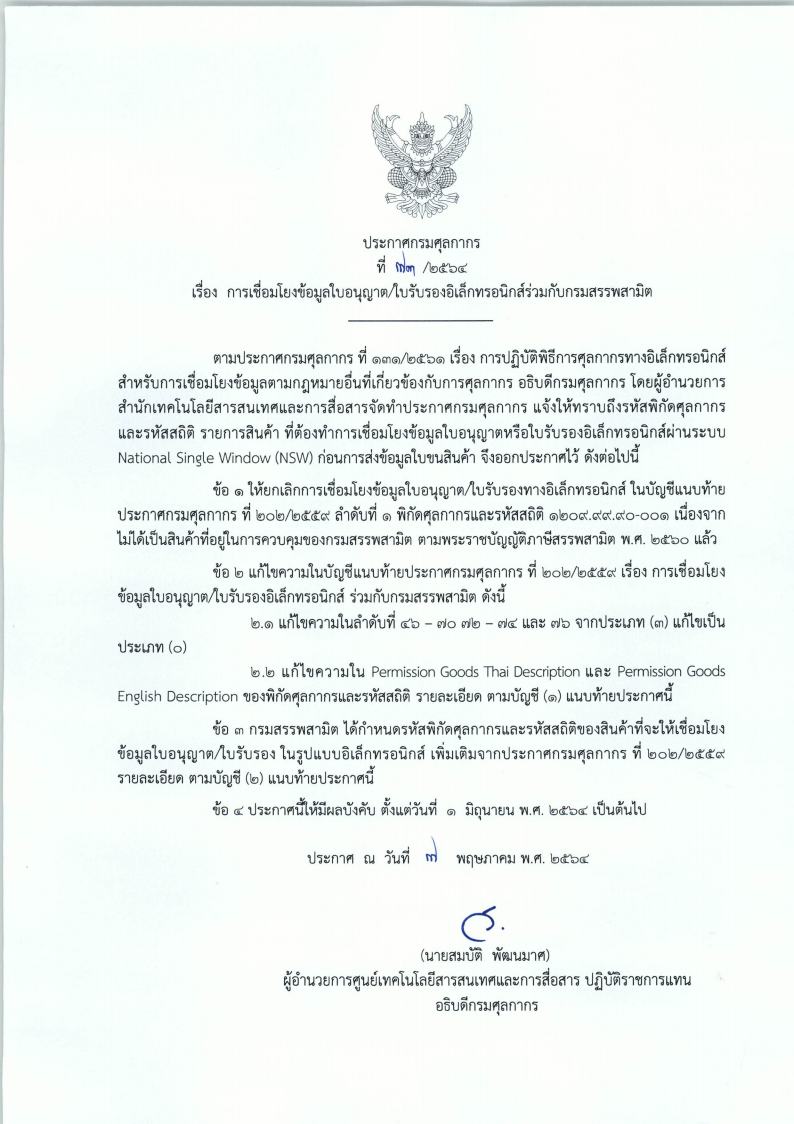 ประกาศกรมศุลกากร
ที่ ๗๓ /๒๕๖๔
เรื่อง การเชื่อมโยงข้อมูลใบอนุญาต/ใบรับรองอิเล็กทรอนิกส์ร่วมกับกรมสรรพสามิต
ตามประกาศกรมศุลกากร ที่ ๑๓๑/๒๕๖๑ เรื่อง การปฏิบัติพิธีการศุลกากรทางอิเล็กทรอนิกส์
สำหรับการเชื่อมโยงข้อมูลตามกฎหมายอื่นที่เกี่ยวข้องกับการศุลกากร อธิบดีกรมศุลกากร โดยผู้อำนวยการ
สำนักเทคโนโลยีสารสนเทศและการสื่อสารจัดทำประกาศกรมศุลกากร แจ้งให้ทราบถึงรหัสพิกัดศุลกากร
และรหัสสถิติ รายการสินค้า ที่ต้องทำการเชื่อมโยงข้อมูลใบอนุญาตหรือใบรับรองอิเล็กทรอนิกส์ผ่านระบบ
National Single Window (NSW) ก่อนการส่งข้อมูลใบขนสินค้า จึงออกประกาศไว้ ดังต่อไปนี้
ข้อ ๑ ให้ยกเลิกการเชื่อมโยงข้อมูลใบอนุญาต/ใบรับรองทางอิเล็กทรอนิกส์ ในบัญชีแนบท้าย
ประกาศกรมศุลกากร ที่ ๒๐๒/๒๕๕๙ ลำดับที่ ๑ พิกัดศุลกากรและรหัสสถิติ ๑๒๐๙.๙๙.๙๐-๐๐๑ เนื่องจาก
ไม่ได้เป็นสินค้าที่อยู่ในการควบคุมของกรมสรรพสามิต ตามพระราชบัญญัติภาษีสรรพสามิต พ.ศ. ๒๕๖๐ แล้ว
ข้อ ๒ แก้ไขความในบัญชีแนบท้ายประกาศกรมศุลกากร ที่ ๒๐๒/๒๕๕๙ เรื่อง การเชื่อมโยง
ข้อมูลใบอนุญาต/ใบรับรองอิเล็กทรอนิกส์ ร่วมกับกรมสรรพสามิต ดังนี้
๒.๑ แก้ไขความในลำดับที่ ๔๖ – ๗๐ ๗๒ – ๗๔ และ ๗๖ จากประเภท (๓) แก้ไขเป็น
ประเภท (๐)
๒.๒ แก้ไขความใน Permission Goods Thai Description และ Permission Goods
English Description ของพิกัดศุลกากรและรหัสสถิติ รายละเอียด ตามบัญชี (๑) แนบท้ายประกาศนี้
ข้อ ๓ กรมสรรพสามิต ได้กำหนดรหัสพิกัดศุลกากรและรหัสสถิติของสินค้าที่จะให้เชื่อมโยง
ข้อมูลใบอนุญาต/ใบรับรอง ในรูปแบบอิเล็กทรอนิกส์ เพิ่มเติมจากประกาศกรมศุลกากร ที่ ๒๐๒/๒๕๕๙
รายละเอียด ตามบัญชี (๒) แนบท้ายประกาศนี้
ข้อ ๔ ประกาศนี้ให้มีผลบังคับ ตั้งแต่วันที่ ๑ มิถุนายน พ.ศ. ๒๕๖๔ เป็นต้นไป
ประกาศ ณ วันที่ ๗ พฤษภาคม พ.ศ. ๒๕๖๔
(นายสมบัติ พัฒนมาศ)
ผู้อำนวยการศูนย์เทคโนโลยีสารสนเทศและการสื่อสาร ปฏิบัติราชการแทน
อธิบดีกรมศุลกากร